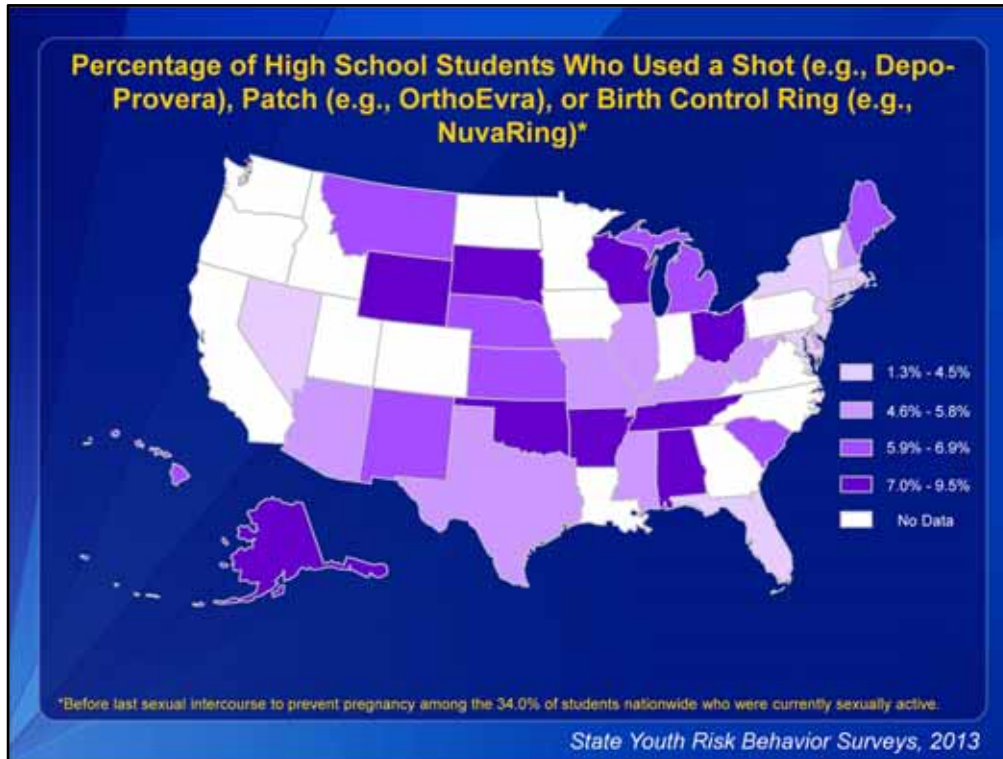 Percentage of High School Students Who Used a Shot (e.g., Depo-
Provera), Patch (e.g., OrthoEvra), or Birth Control Ring (e.g.,
NuvaRing)*
1.3% - 4.5%
4.6% - 5.8%
5.9% - 6.9%
7.0% - 9.5%
No Data
*Before last sexual intercourse to prevent pregnancy among the 34.0% of students nationwide who were currently sexually active.
State Youth Risk Behavior Surveys, 2013